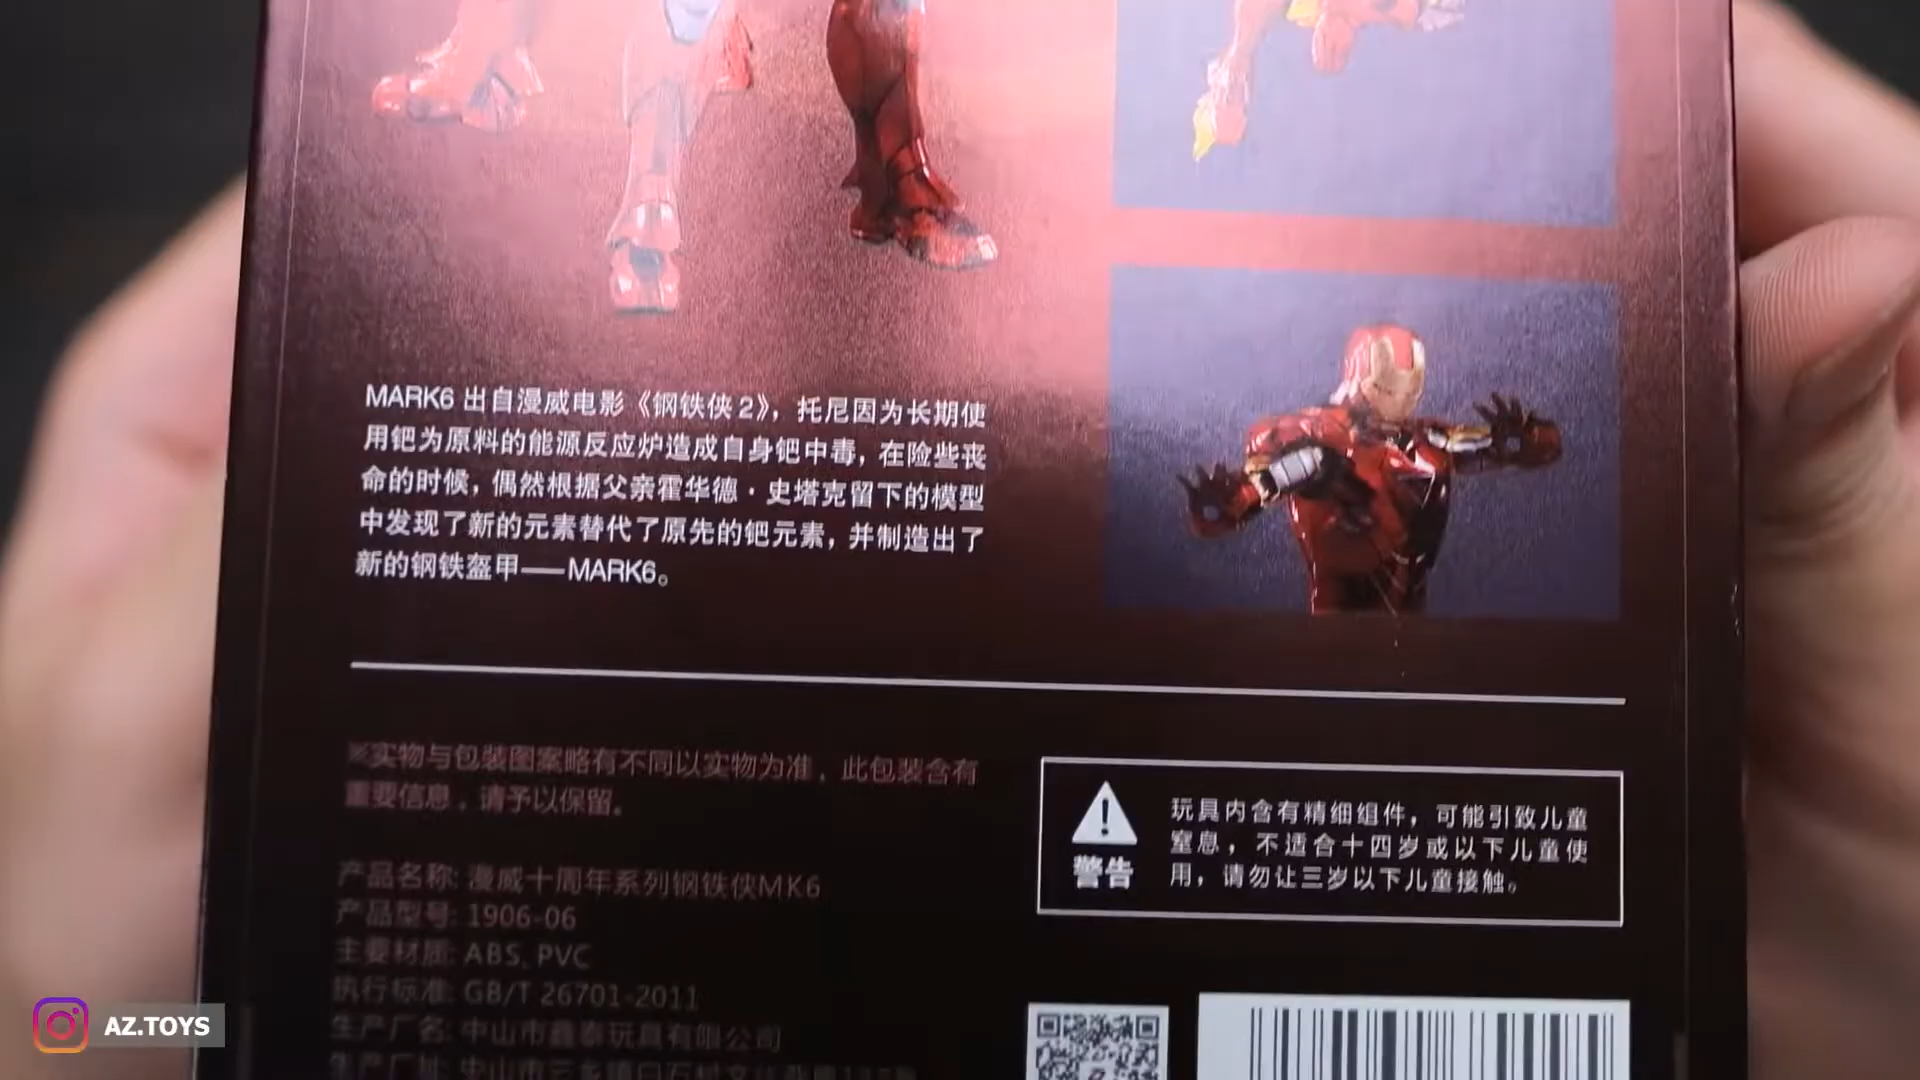 MARK6 出自漫威电影《钢铁侠2》，托尼因为长期使
用钯为原料的能源反应炉造成自身钯中毒，在险些丧
命的时候，偶然根据父亲霍华德·史塔克留下的模型
中发现了新的元素替代了原先的钯元素，并制造出了
新的钢铁盔甲——MARK6。
※实物与包装图案略有不同以实物为准，此包装含有
重要信息，请予以保留。
玩具内含有精细组件，可能引致儿童
窒息，不适合十四岁或以下儿童使
用，请勿让三岁以下儿童接触。
警告
产品名称: 漫威十周年系列钢铁侠MK6
产品型号: 1906-06
主要材质: ABS、PVC
执行标准: GB/T 26701-2011
生产厂名: 中山市鑫泰玩具有限公司
生产厂址: 中山市三乡镇
AZ.TOYS